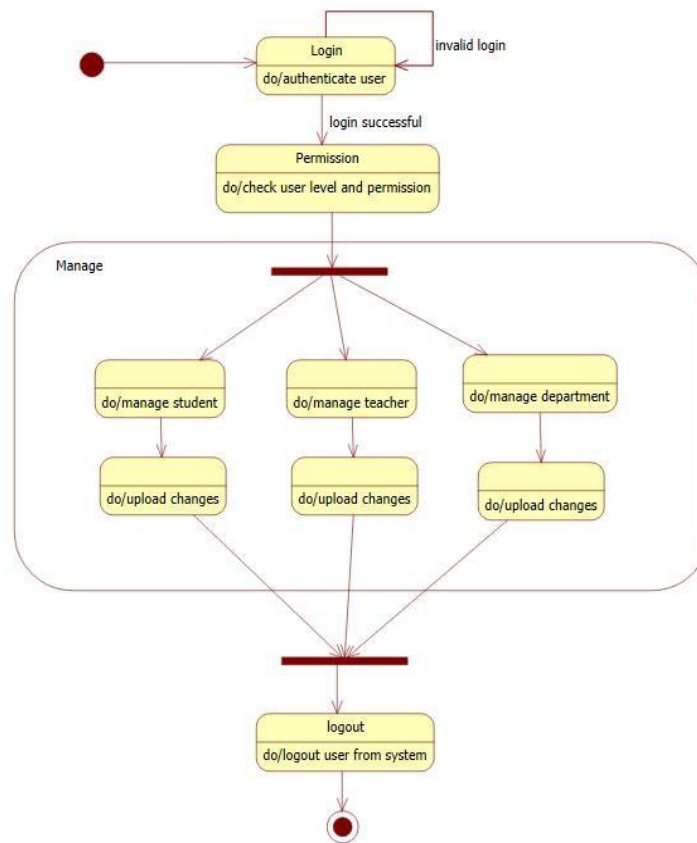 Login
invalid login
do/authenticate user
login successful
Permission
do/check user level and permission
Manage
do/manage student
do/manage teacher
do/manage department
do/upload changes
do/upload changes
do/upload changes
logout
do/logout user from system